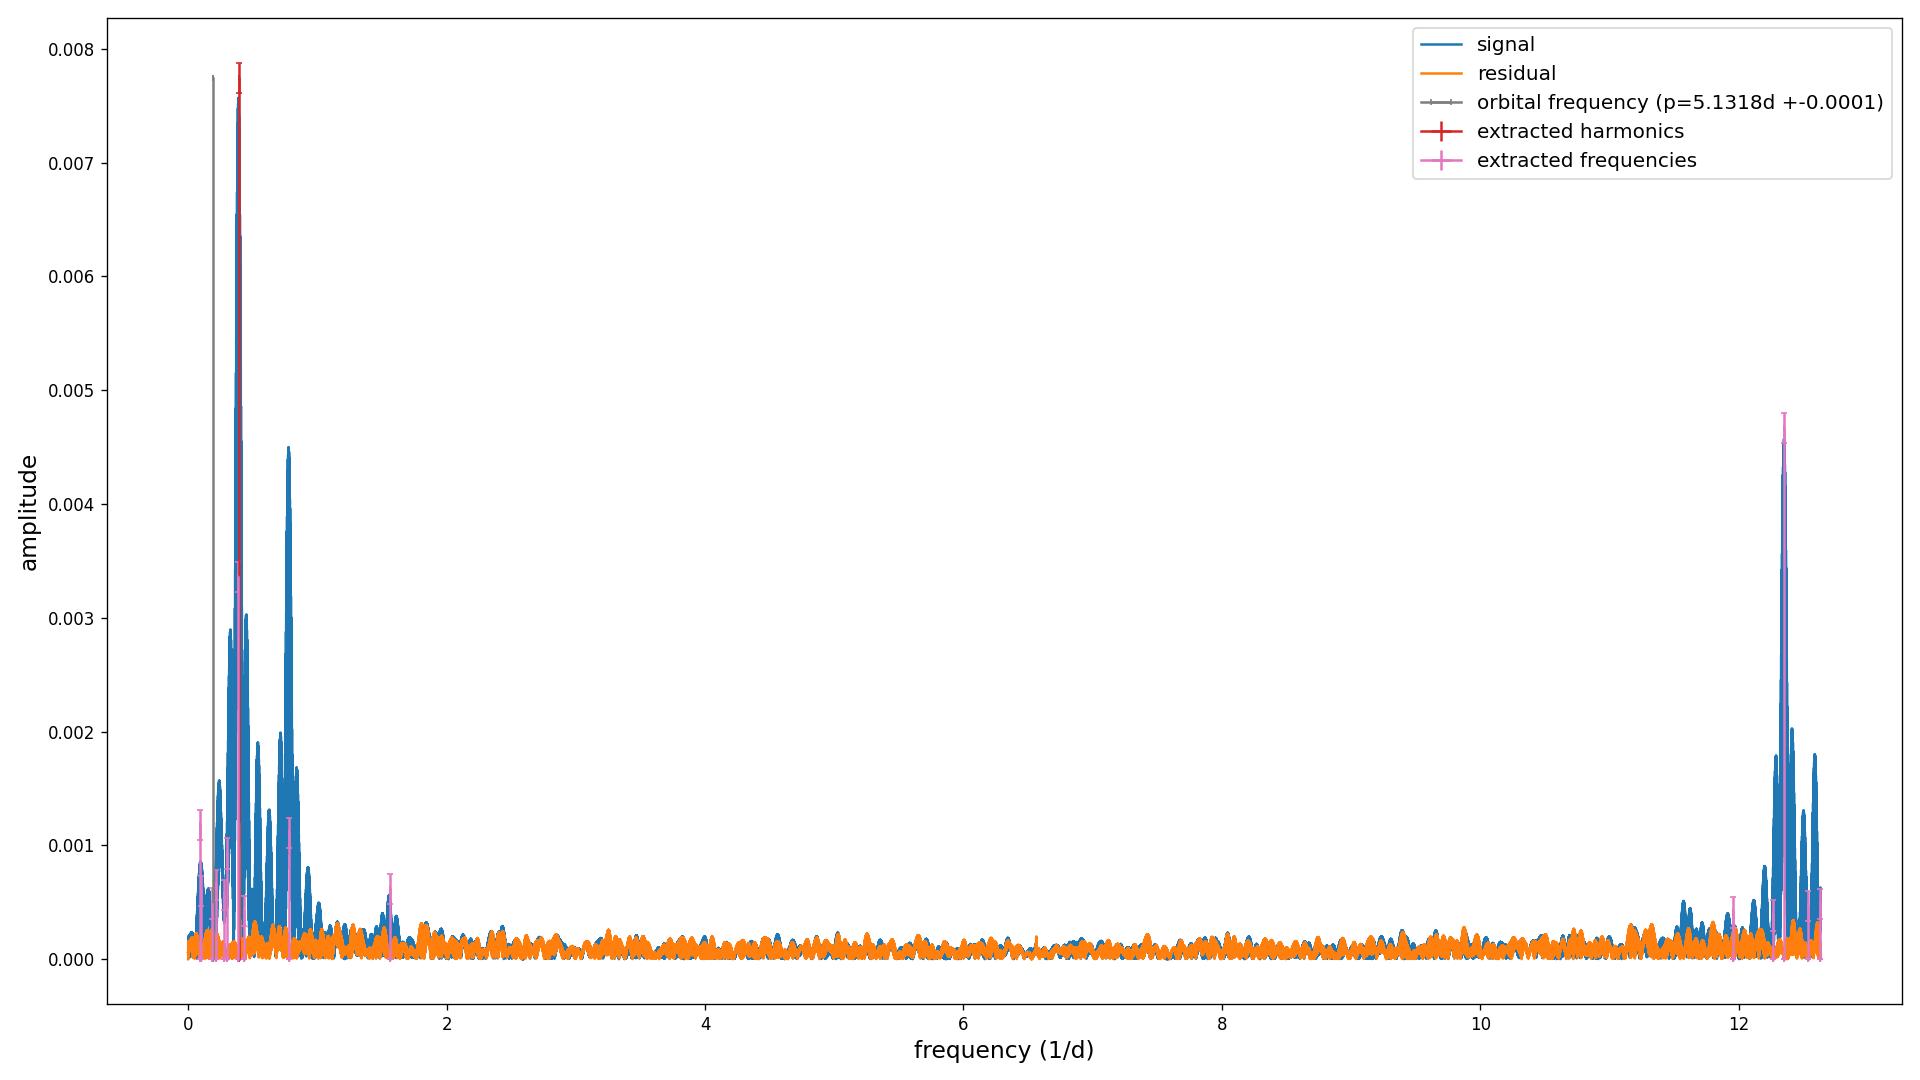 signal
residual
orbital frequency (p=5.1318d +-0.0001)
extracted harmonics
extracted frequencies
amplitude
0.008
0.007
0.006
0.005
0.004
0.003
0.002
0.001
0.000
0 2 4 6 8 10 12
frequency (1/d)